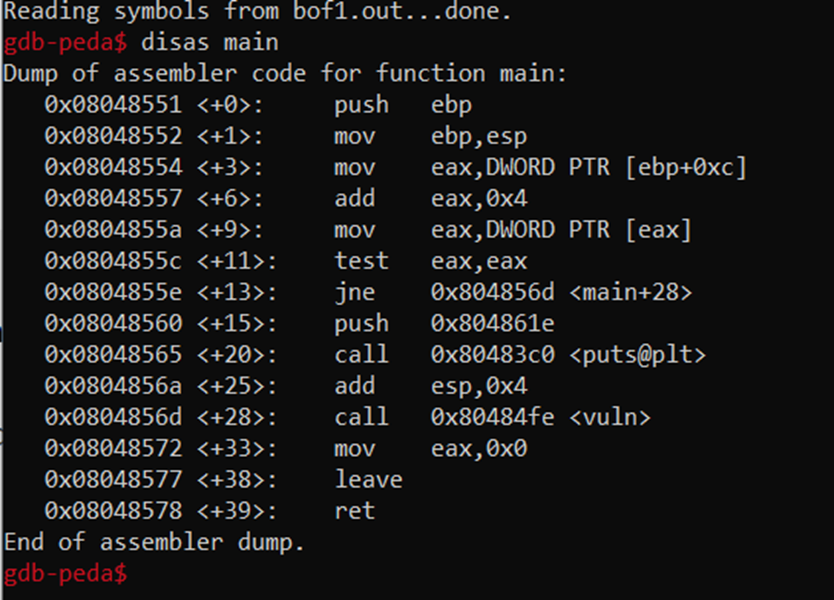 Reading symbols from bof1.out...done.
gdb-peda$ disas main
Dump of assembler code for function main:
   0x08048551 <+0>:     push   ebp
   0x08048552 <+1>:     mov    ebp,esp
   0x08048554 <+3>:     mov    eax,DWORD PTR [ebp+0xc]
   0x08048557 <+6>:     add    eax,0x4
   0x0804855a <+9>:     mov    eax,DWORD PTR [eax]
   0x0804855c <+11>:    test   eax,eax
   0x0804855e <+13>:    jne    0x804856d <main+28>
   0x08048560 <+15>:    push   0x804861e
   0x08048565 <+20>:    call   0x80483c0 <puts@plt>
   0x0804856a <+25>:    add    esp,0x4
   0x0804856d <+28>:    call   0x80484fe <vuln>
   0x08048572 <+33>:    mov    eax,0x0
   0x08048577 <+38>:    leave
   0x08048578 <+39>:    ret
End of assembler dump.
gdb-peda$